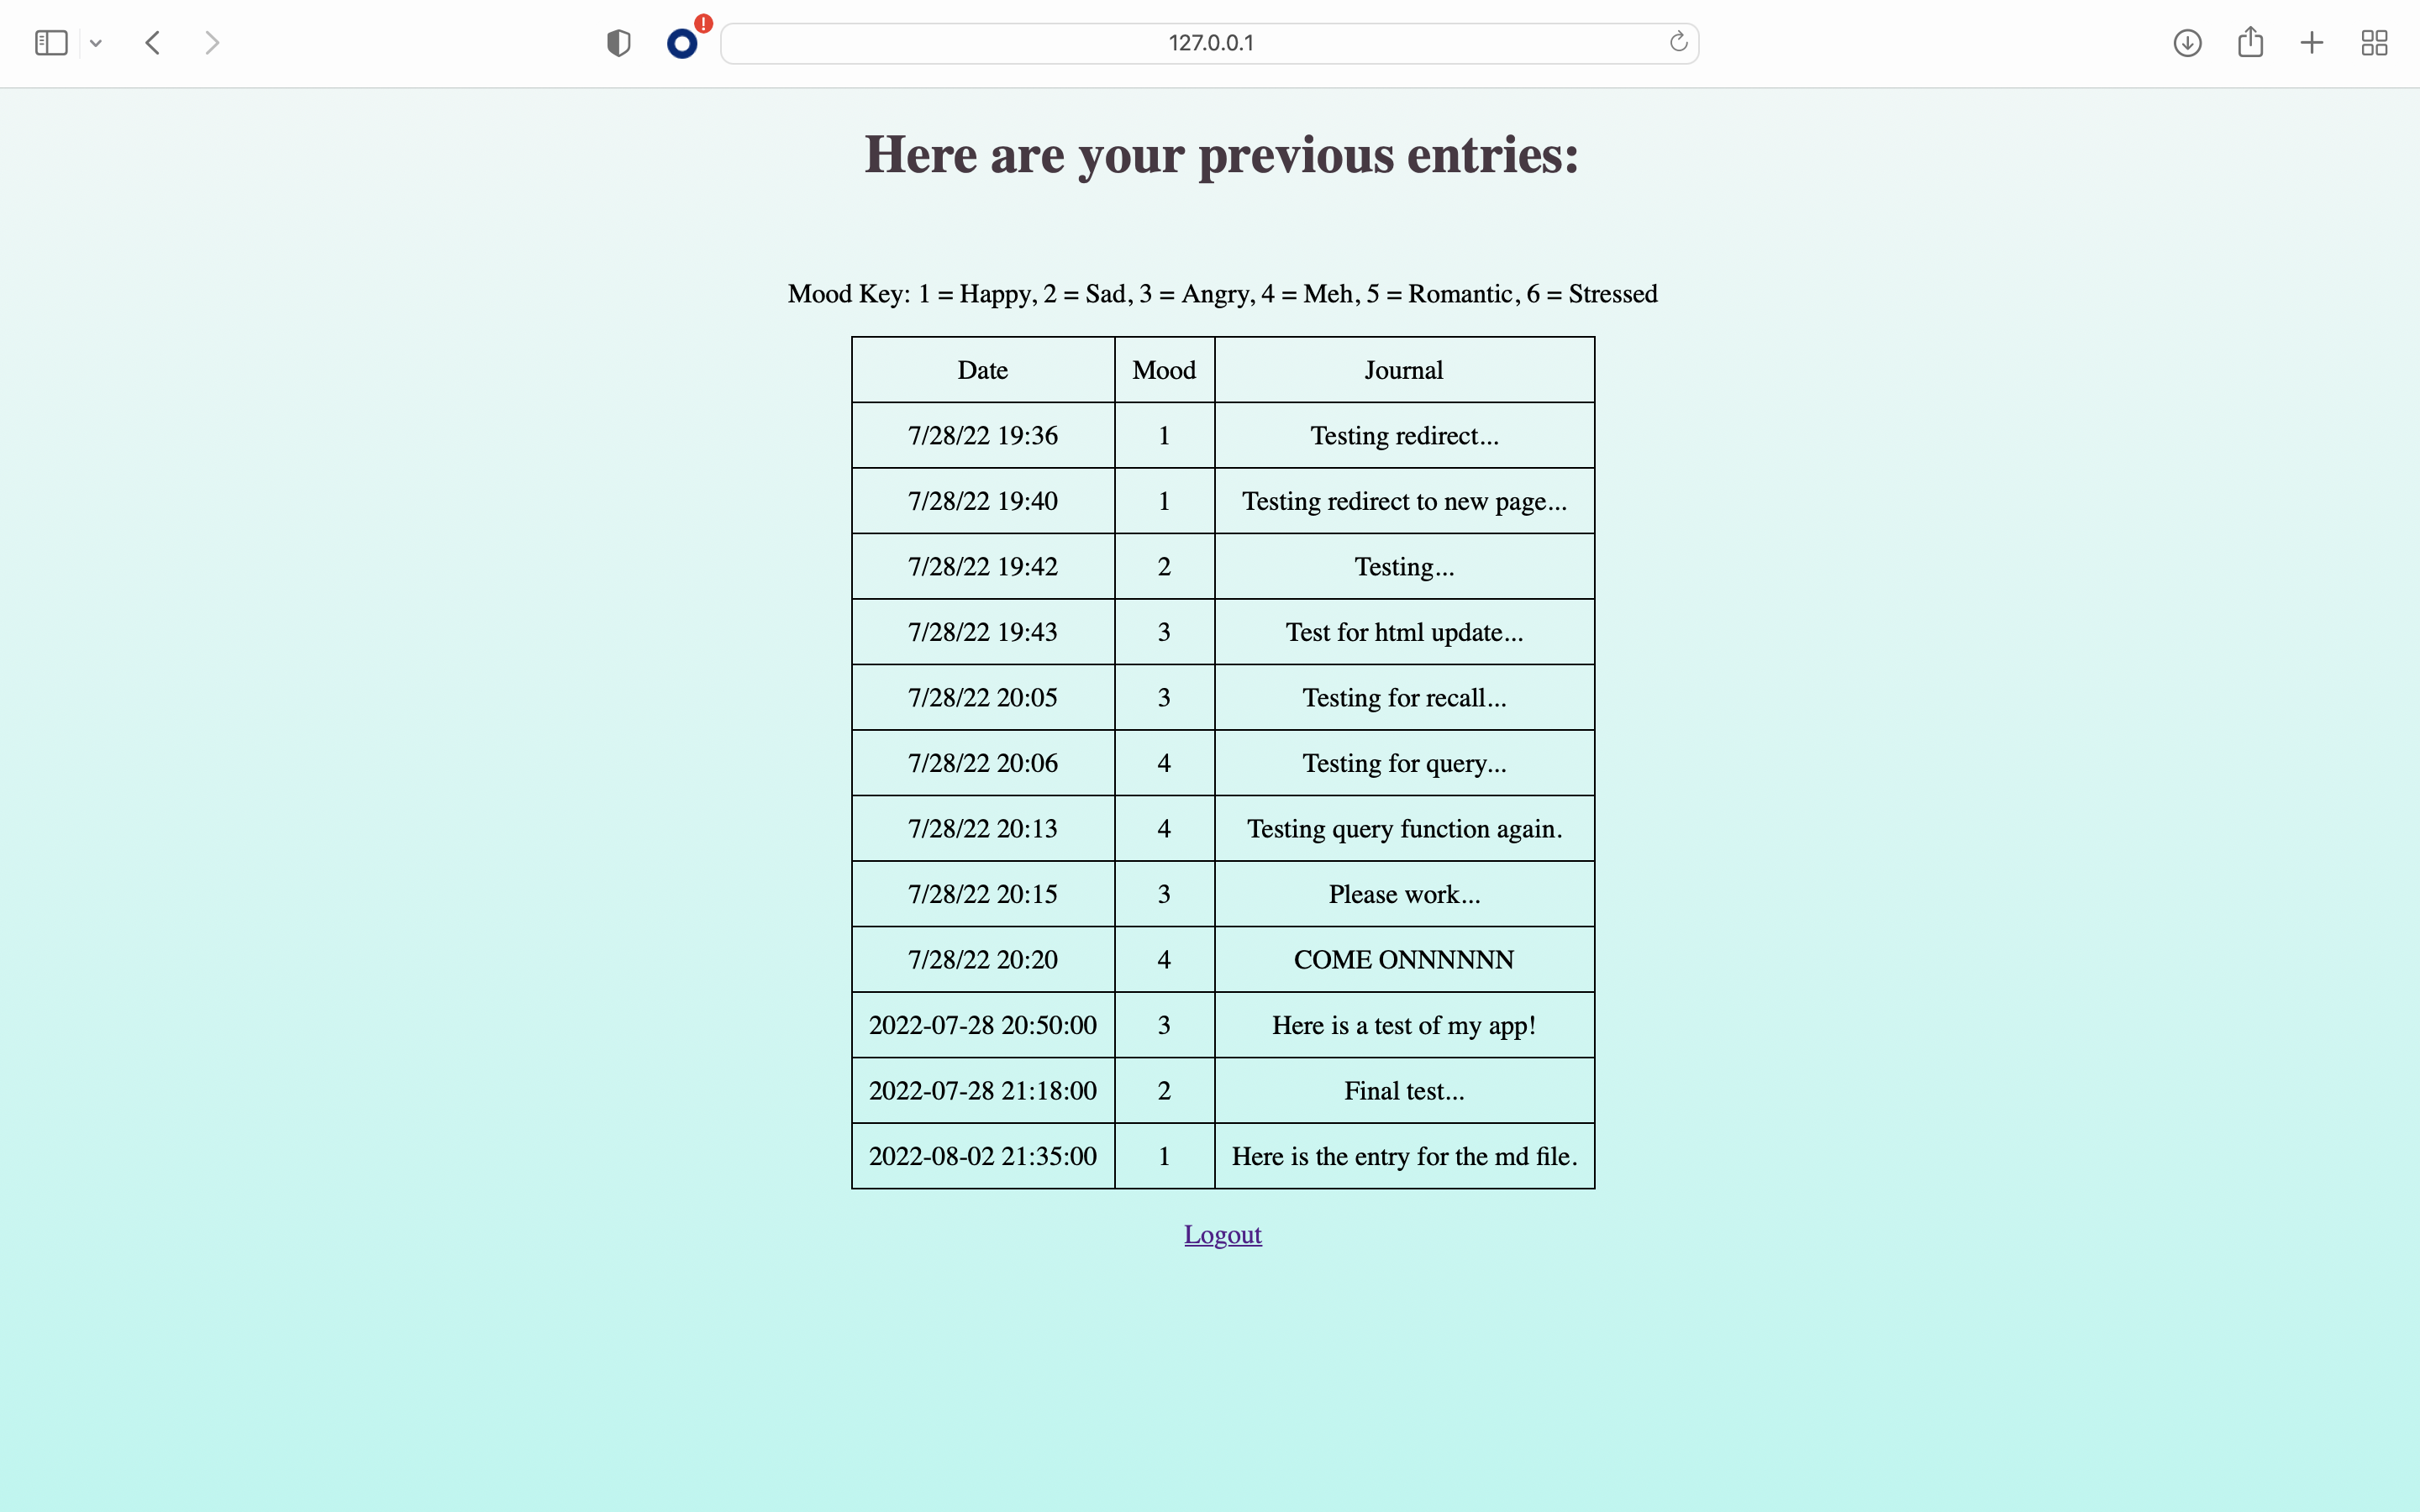 127.0.0.1
Here are your previous entries:
Mood Key: 1 = Happy, 2 = Sad, 3 = Angry, 4 = Meh, 5 = Romantic, 6 = Stressed
Date Mood Journal
7/28/22 19:36 1 Testing redirect...
7/28/22 19:40 1 Testing redirect to new page...
7/28/22 19:42 2 Testing...
7/28/22 19:43 3 Test for html update...
7/28/22 20:05 3 Testing for recall...
7/28/22 20:06 4 Testing for query...
7/28/22 20:13 4 Testing query function again.
7/28/22 20:15 3 Please work...
7/28/22 20:20 4 COME ONNNNNN
2022-07-28 20:50:00 3 Here is a test of my app!
2022-07-28 21:18:00 2 Final test...
2022-08-02 21:35:00 1 Here is the entry for the md file.
Logout